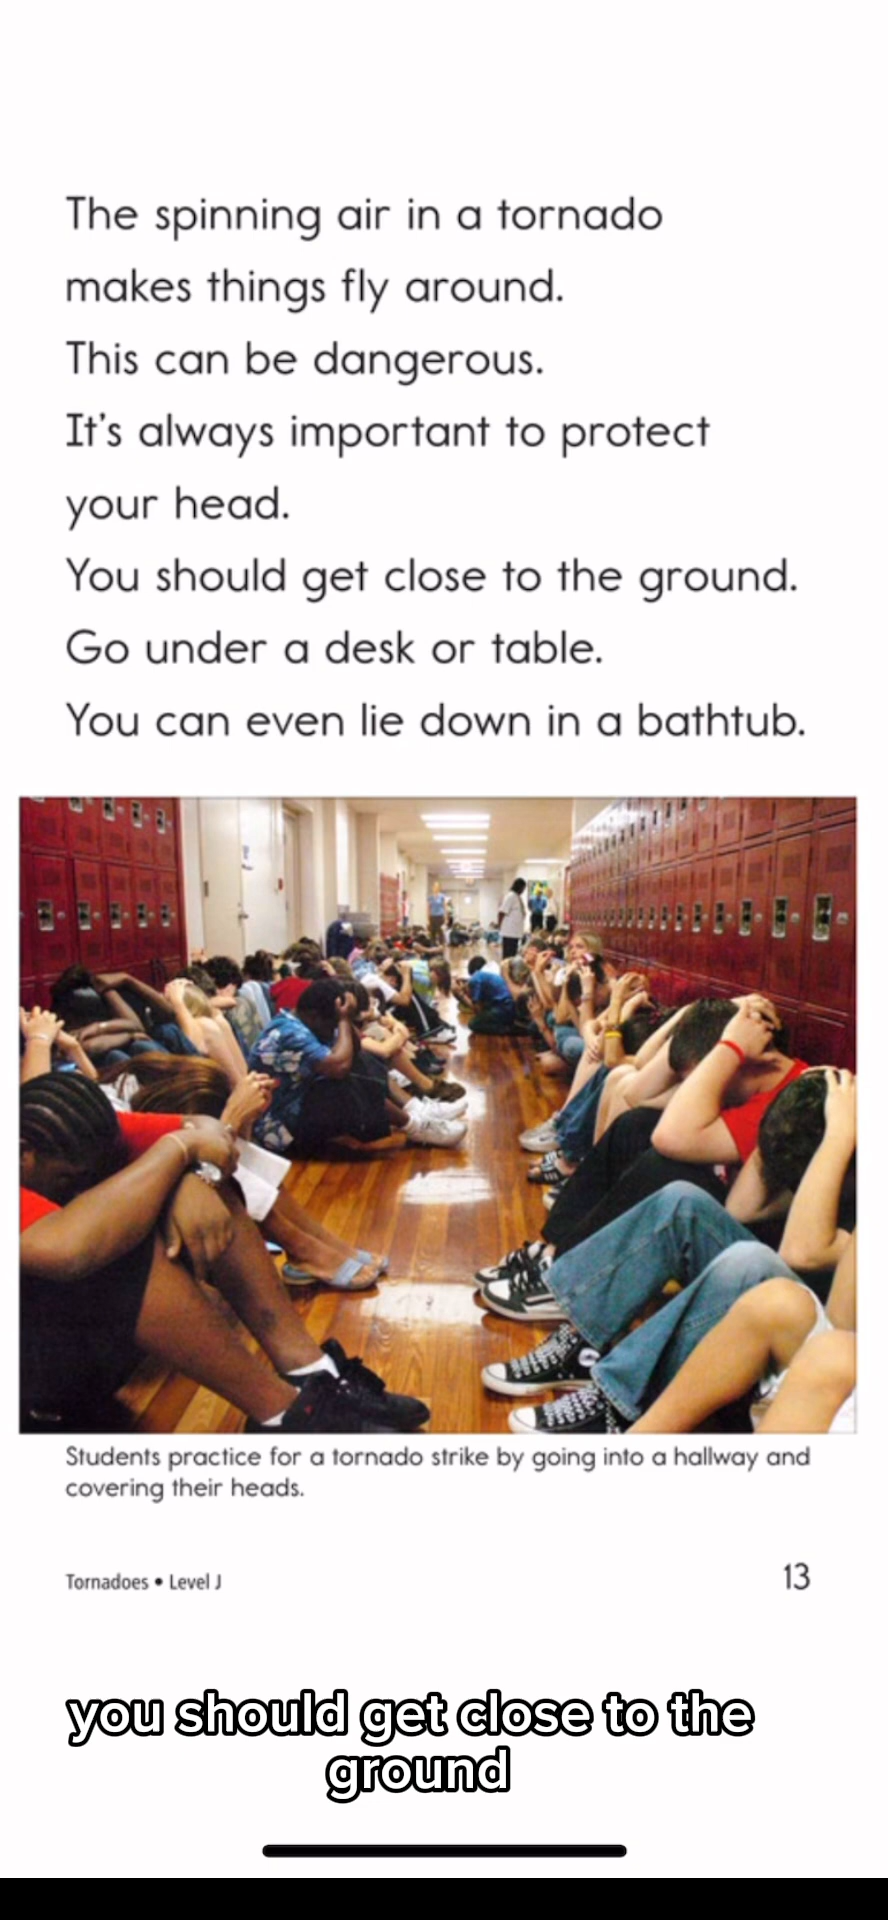 The spinning air in a tornado
makes things fly around.
This can be dangerous.
It's always important to protect
your head.
You should get close to the ground.
Go under a desk or table.
You can even lie down in a bathtub.
Students practice for a tornado strike by going into a hallway and
covering their heads.
Tornadoes • Level J
13
you should get close to the
ground